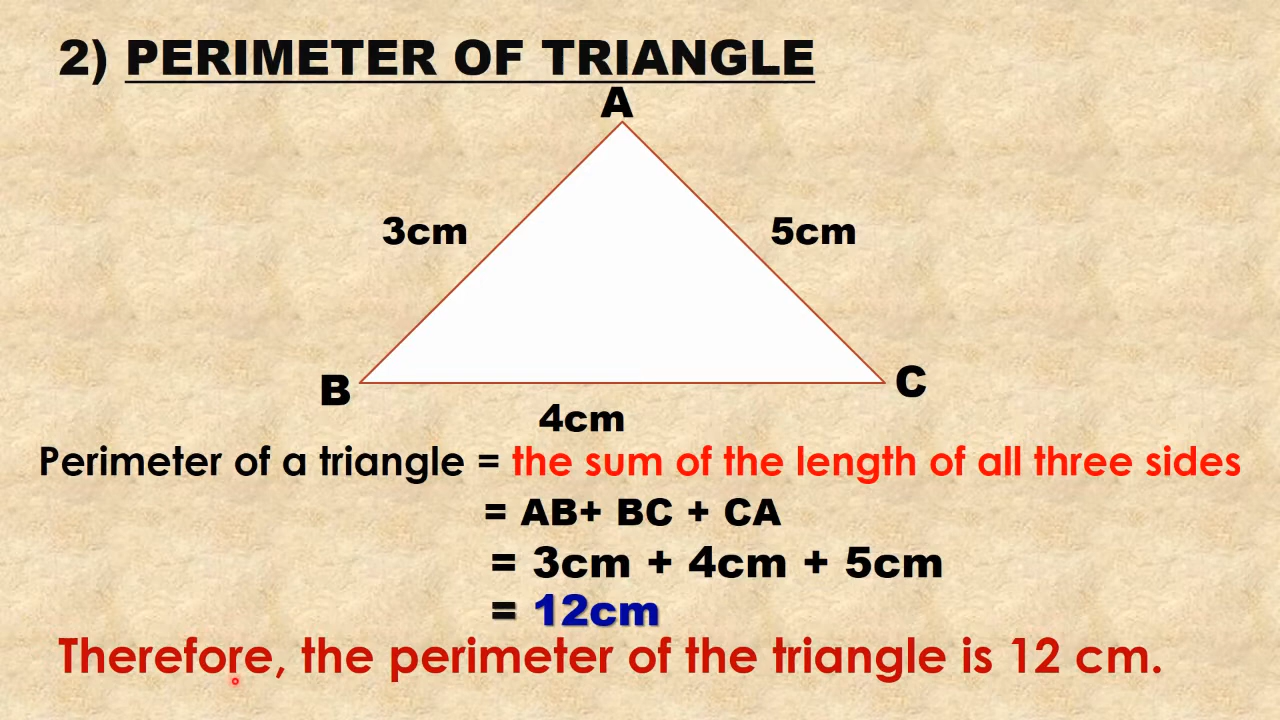 2) PERIMETER OF TRIANGLE
A
3cm
5cm
B
C
4cm
Perimeter of a triangle = the sum of the length of all three sides
= AB+ BC + CA
= 3cm + 4cm + 5cm
= 12cm
Therefore, the perimeter of the triangle is 12 cm.